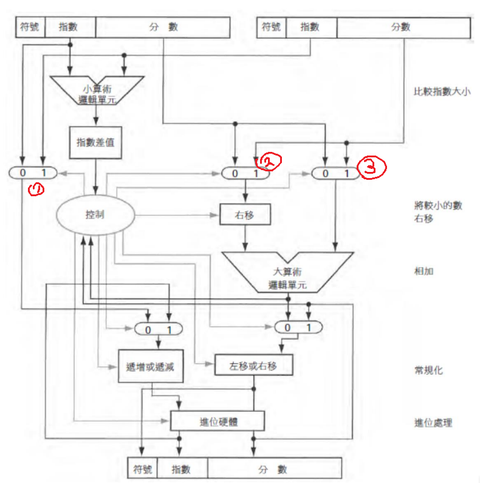 符號 指數 分 數 符號 指數 分數
小算術
邏輯單元
比較指數大小
指數差值
0 1 ① 0 1 ② 0 1 ③
控制
右移
將較小的數
右移
大算術
邏輯單元
相加
0 1 0 1
遞增或遞減
左移或右移
常規化
進位硬體
進位處理
符號 指數 分 數